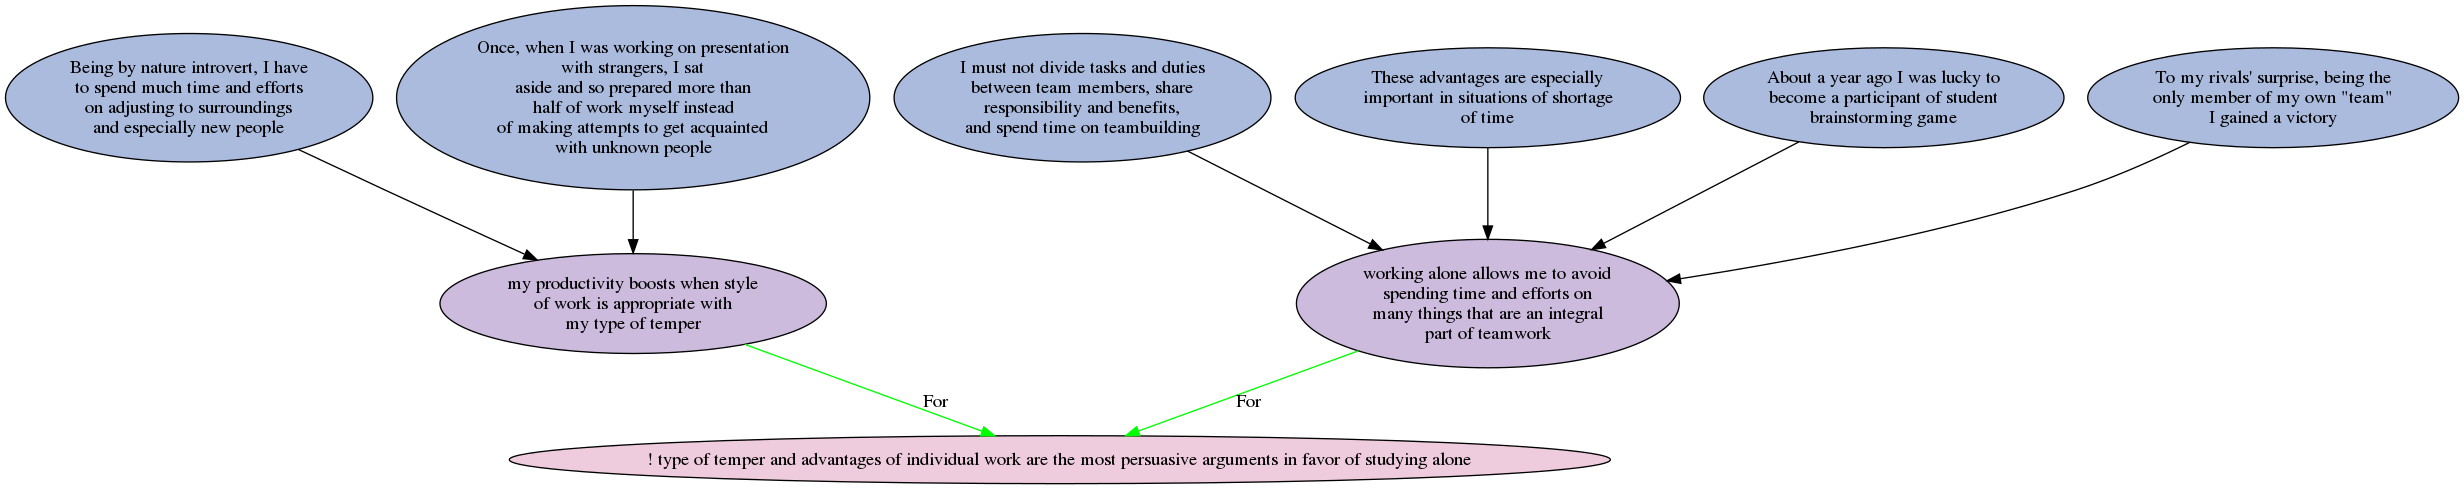 Being by nature introvert, I have
to spend much time and efforts
on adjusting to surroundings
and especially new people
Once, when I was working on presentation
with strangers, I sat
aside and so prepared more than
half of work myself instead
of making attempts to get acquainted
with unknown people
I must not divide tasks and duties
between team members, share
responsibility and benefits,
and spend time on teambuilding
These advantages are especially
important in situations of shortage
of time
About a year ago I was lucky to
become a participant of student
brainstorming game
To my rivals' surprise, being the
only member of my own "team"
I gained a victory
my productivity boosts when style
of work is appropriate with
my type of temper
working alone allows me to avoid
spending time and efforts on
many things that are an integral
part of teamwork
For
For
! type of temper and advantages of individual work are the most persuasive arguments in favor of studying alone